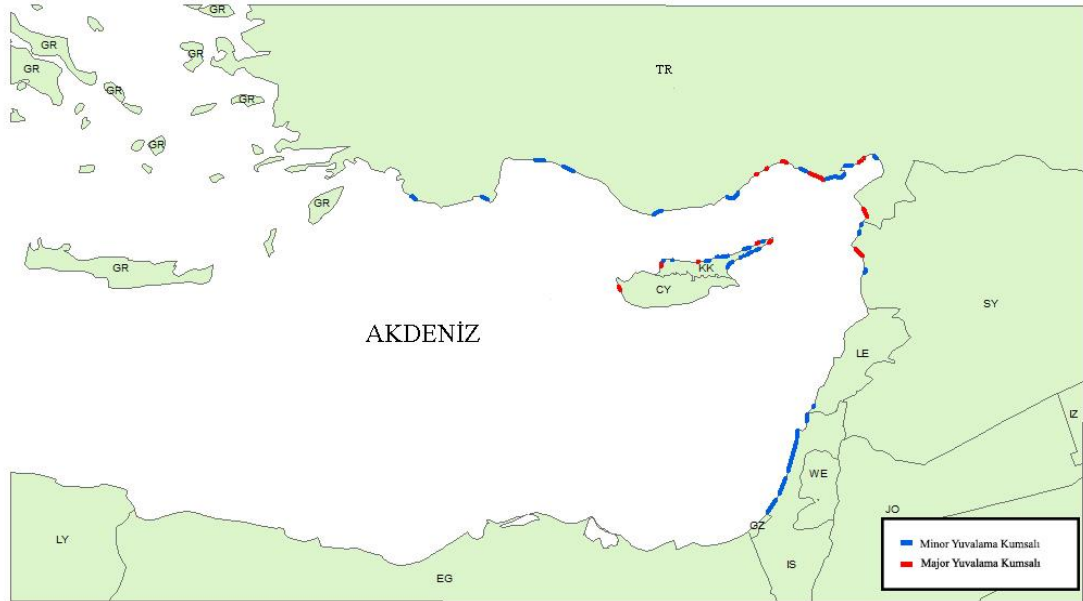 GR
GR
GR
GR
GR
GR
GR
TR
GR
GR
KK
CY
SY
AKDENİZ
LE
IZ
WE
JO
GZ
LY
IS
EG
Minor Yuvalama Kumsalı
Major Yuvalama Kumsalı